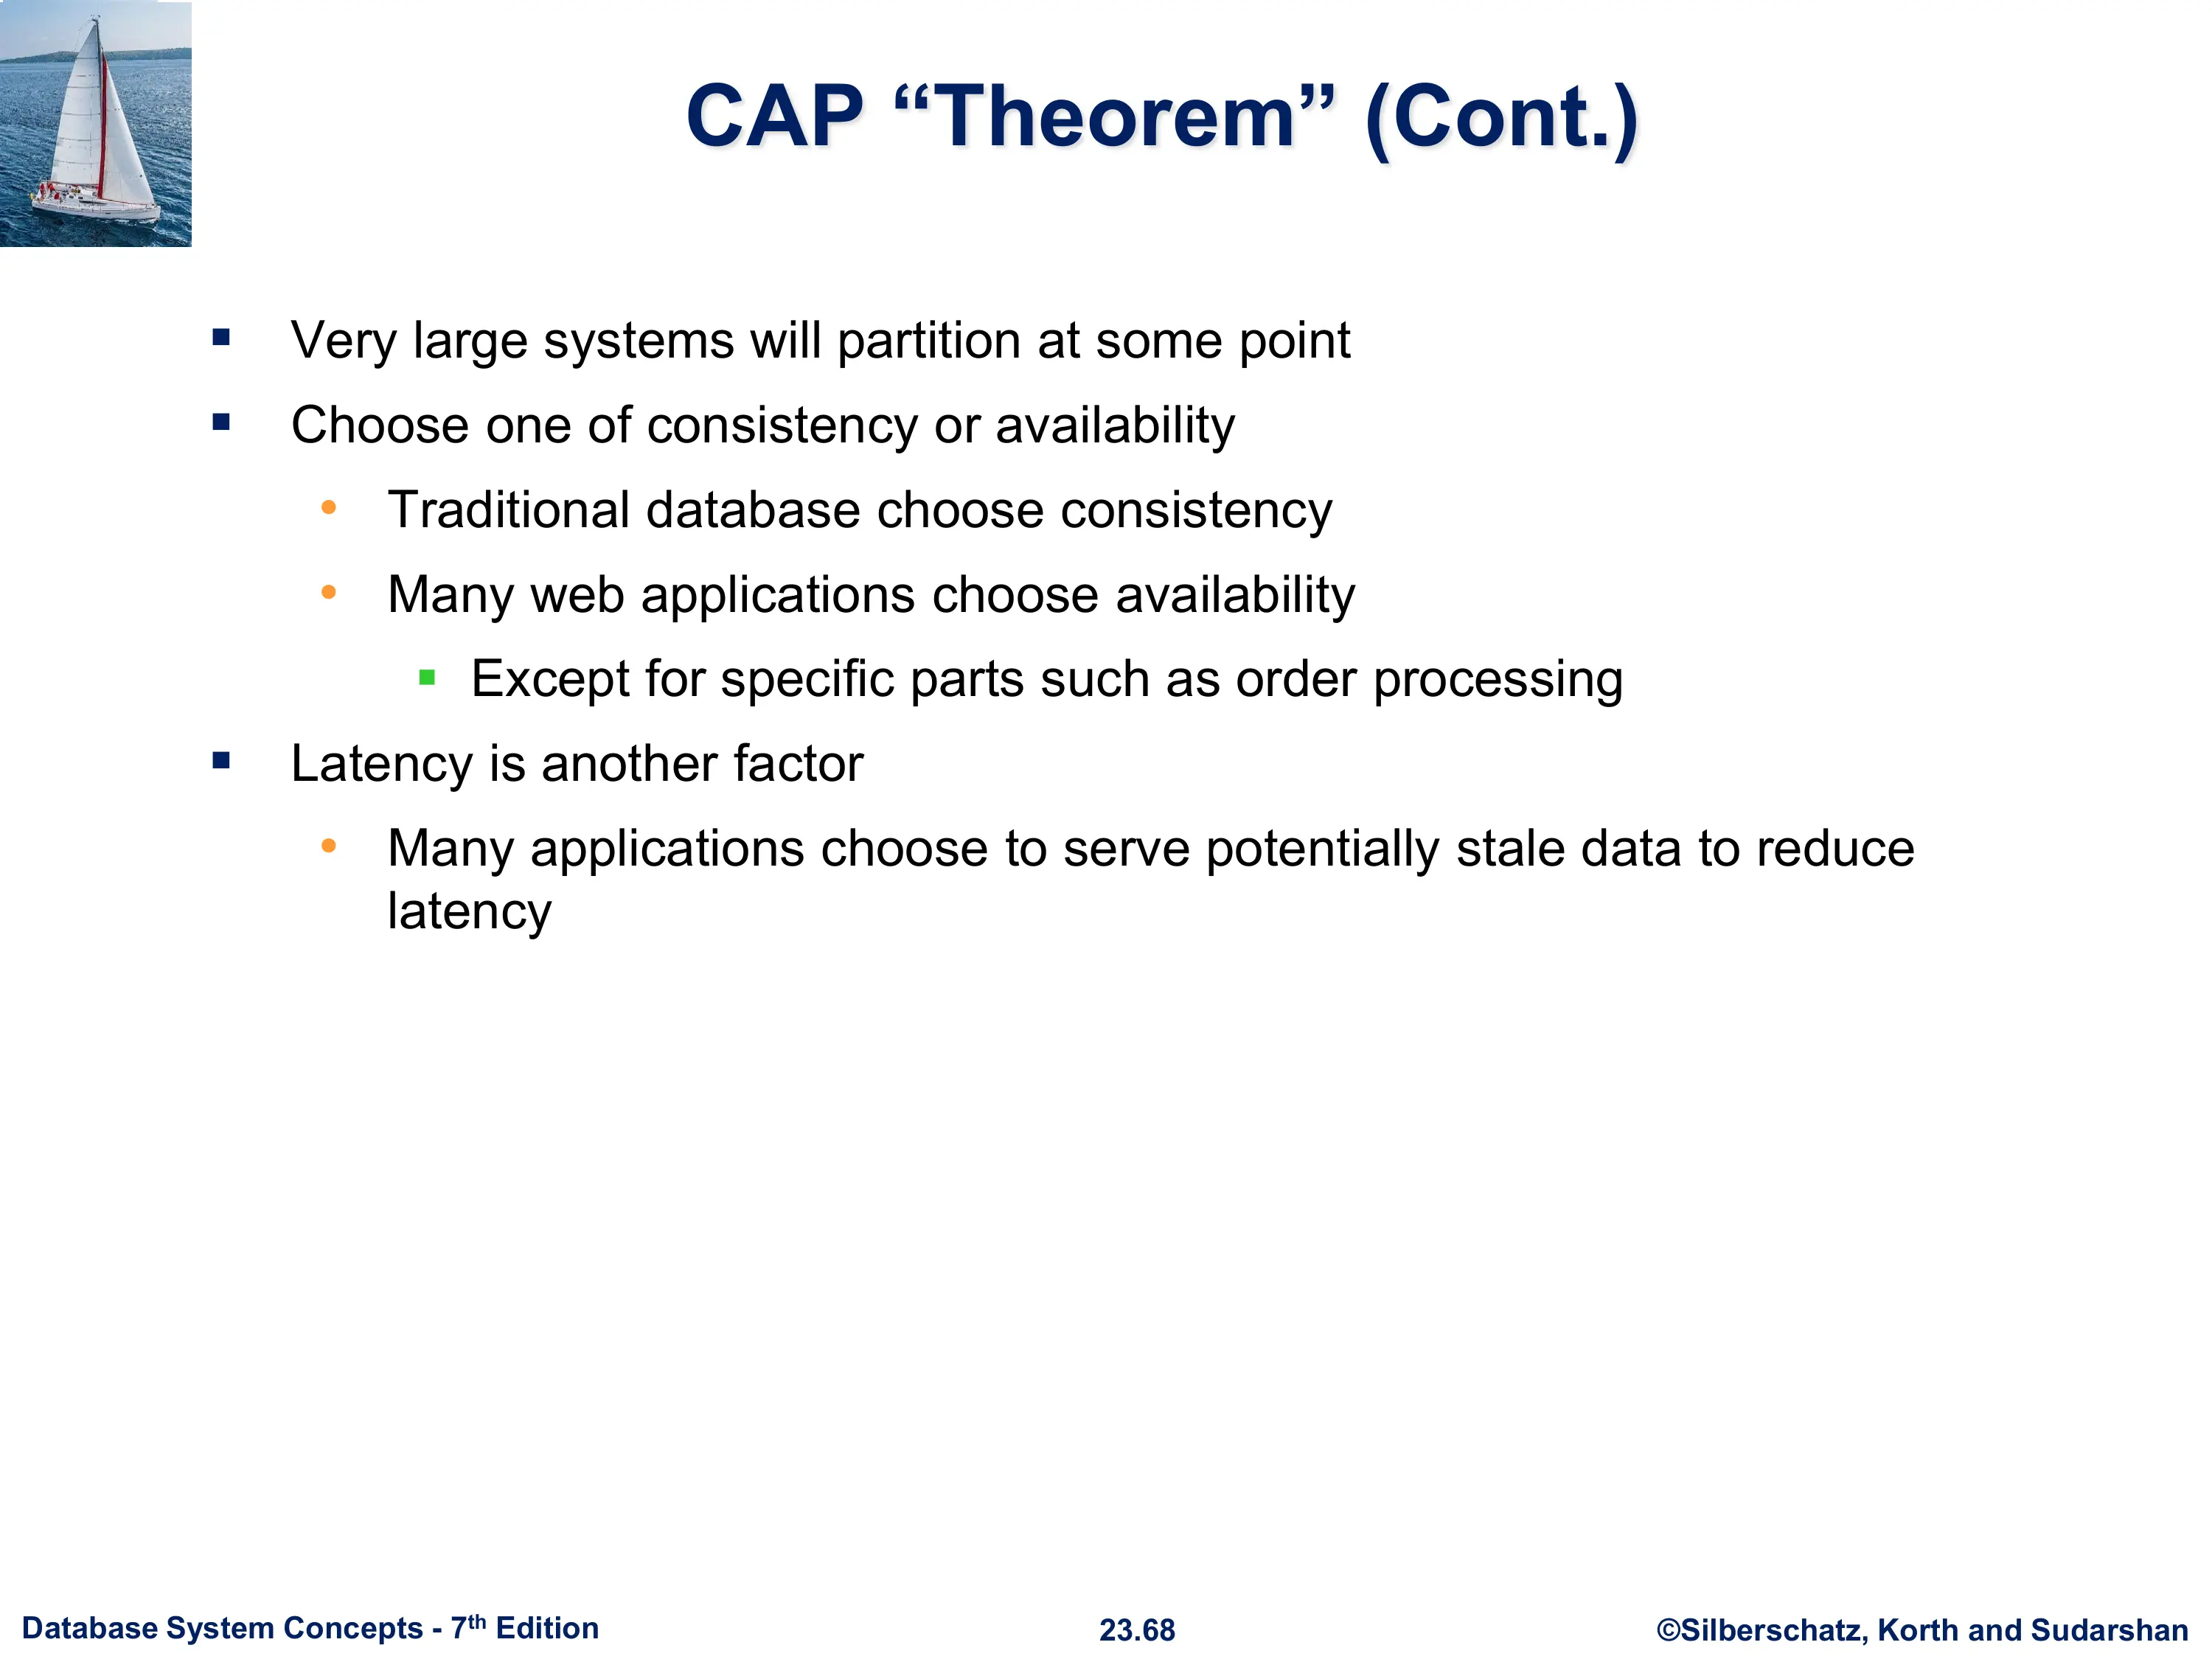 CAP “Theorem” (Cont.)
▪ Very large systems will partition at some point
▪ Choose one of consistency or availability
• Traditional database choose consistency
• Many web applications choose availability
▪ Except for specific parts such as order processing
▪ Latency is another factor
• Many applications choose to serve potentially stale data to reduce
latency
Database System Concepts - 7th Edition
23.68
©Silberschatz, Korth and Sudarshan